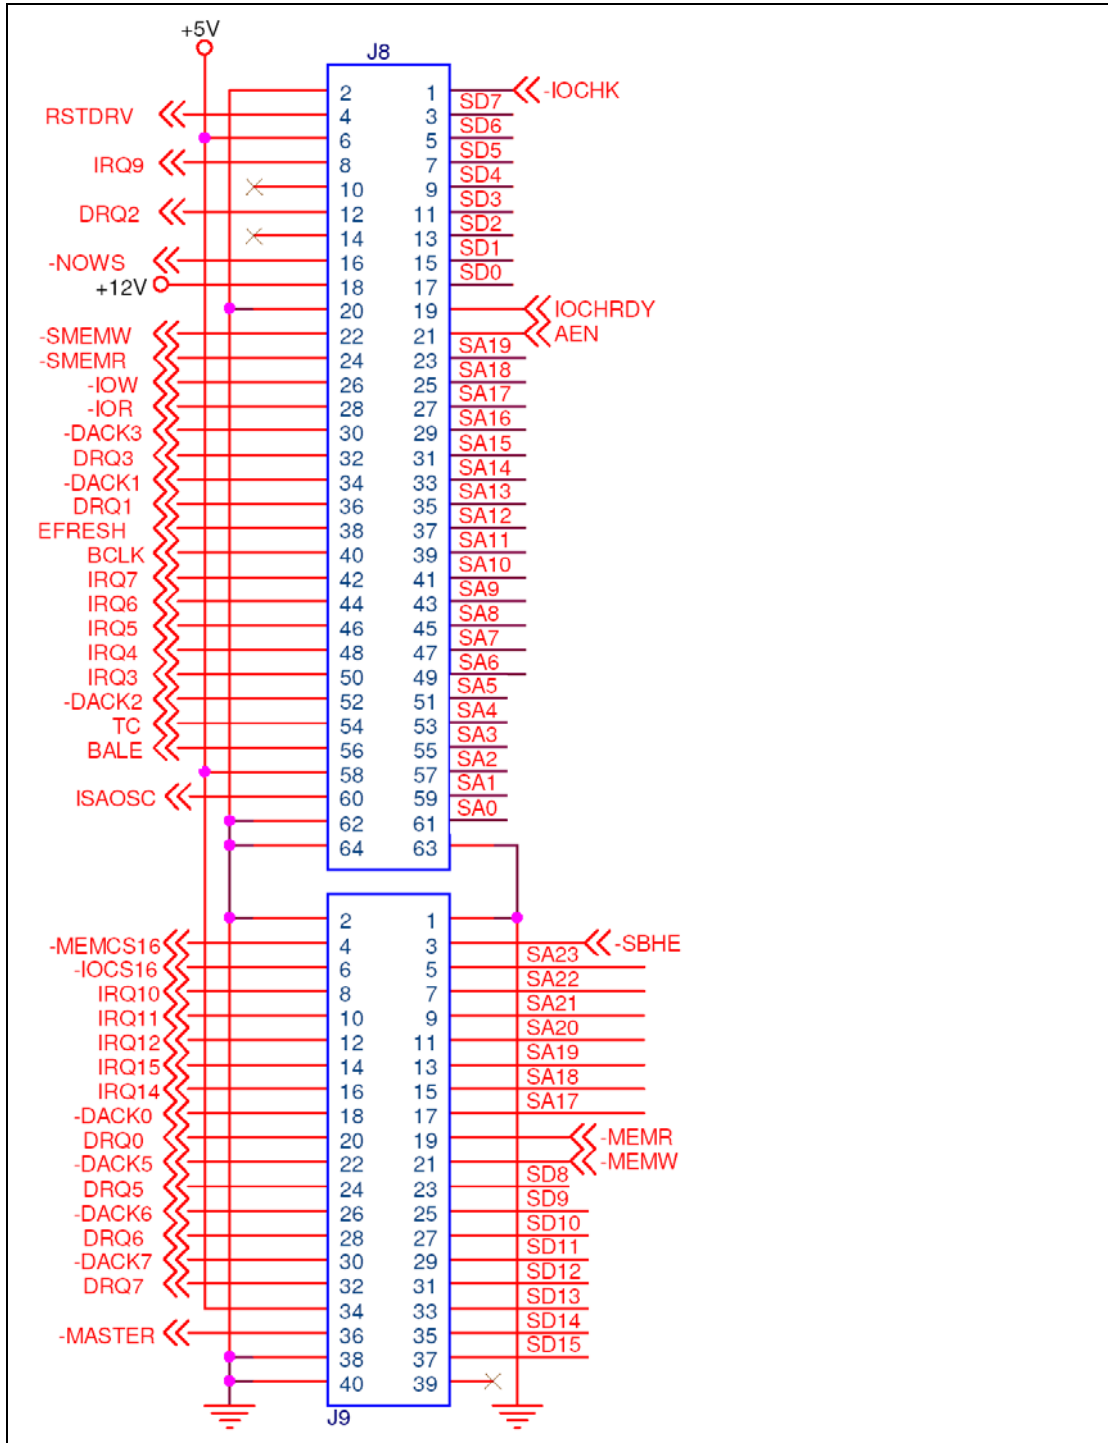 +5V
J8
2 1 -IOCHK
SD7
RSTDRV 4 3
SD6
6 5
SD5
IRQ9 8 7
SD4
10 9
SD3
DRQ2 12 11
SD2
14 13
SD1
-NOWS 16 15
SD0
+12V 18 17
20 19 IOCHRDY
-SMEMW 22 21 AEN
SA19
-SMEMR 24 23
SA18
-IOW 26 25
SA17
-IOR 28 27
SA16
-DACK3 30 29
SA15
DRQ3 32 31
SA14
-DACK1 34 33
SA13
DRQ1 36 35
SA12
EFRESH 38 37
SA11
BCLK 40 39
SA10
IRQ7 42 41
SA9
IRQ6 44 43
SA8
IRQ5 46 45
SA7
IRQ4 48 47
SA6
IRQ3 50 49
SA5
-DACK2 52 51
SA4
TC 54 53
SA3
BALE 56 55
SA2
58 57
SA1
ISAOSC 60 59
SA0
62 61
64 63
2 1
-MEMCS16 4 3 -SBHE
SA23
-IOCS16 6 5
SA22
IRQ10 8 7
SA21
IRQ11 10 9
SA20
IRQ12 12 11
SA19
IRQ15 14 13
SA18
IRQ14 16 15
SA17
-DACK0 18 17
DRQ0 20 19 -MEMR
-DACK5 22 21 -MEMW
SD8
DRQ5 24 23
SD9
-DACK6 26 25
SD10
DRQ6 28 27
SD11
-DACK7 30 29
SD12
DRQ7 32 31
SD13
34 33
SD14
-MASTER 36 35
SD15
38 37
40 39
J9